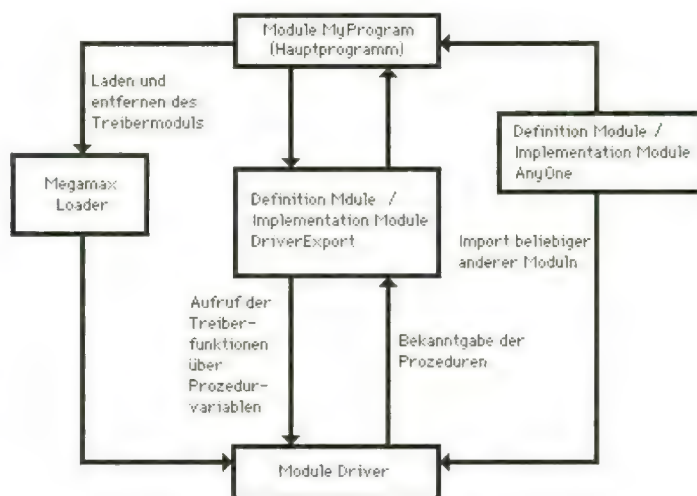 Module MyProgram
(Hauptprogramm)
Laden und
entfernen des
Treibermoduls
Megamax
Loader
Definition Mdule /
Implementation Module
DriverExport
Definition Module /
Implementation Module
AnyOne
Import beliebiger
anderer Moduln
Aufruf der
Treiber-
funktionen
über
Prozedur-
variablen
Bekanntgabe der
Prozeduren
Module Driver